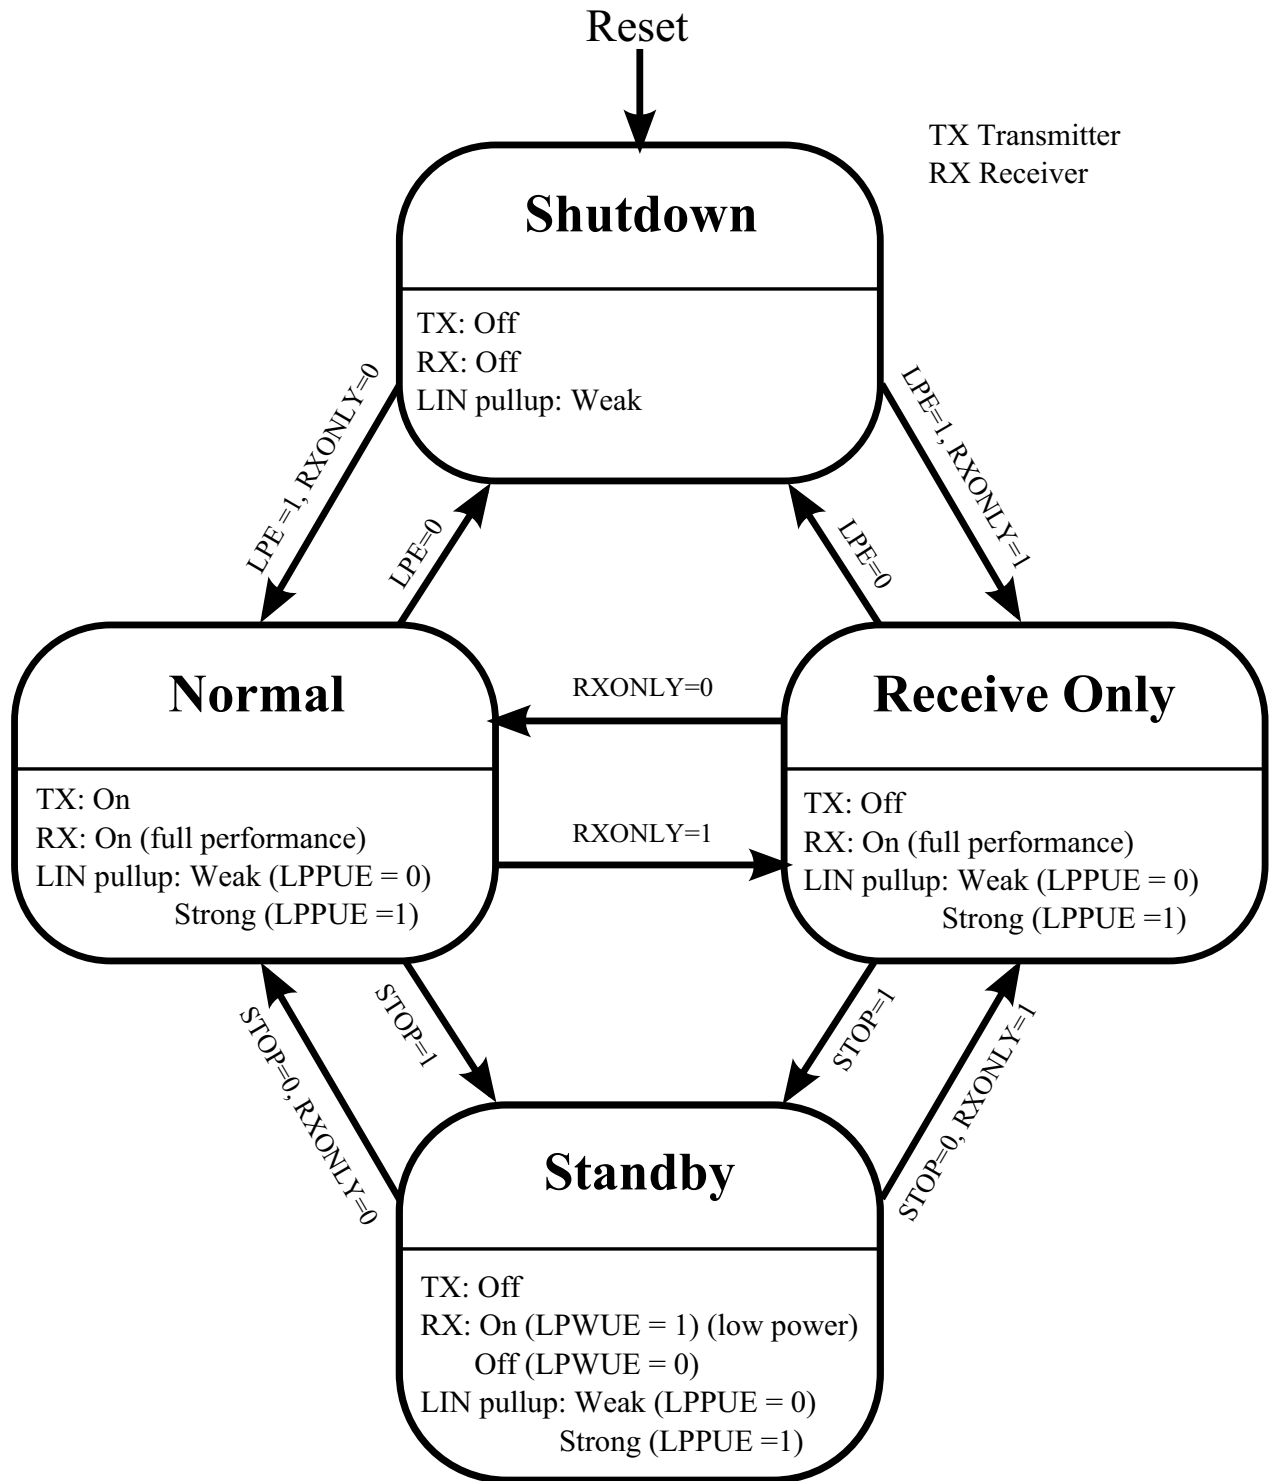 Reset
TX Transmitter
RX Receiver
Shutdown
TX: Off
RX: Off
LIN pullup: Weak
LPE =1, RXONLY=0
LPE=0
LPE=0
LPE=1, RXONLY=1
Normal
TX: On
RX: On (full performance)
LIN pullup: Weak (LPPUE = 0)
Strong (LPPUE =1)
RXONLY=0
RXONLY=1
Receive Only
TX: Off
RX: On (full performance)
LIN pullup: Weak (LPPUE = 0)
Strong (LPPUE =1)
STOP=0, RXONLY=0
STOP=1
STOP=1
STOP=0, RXONLY=1
Standby
TX: Off
RX: On (LPWUE = 1) (low power)
Off (LPWUE = 0)
LIN pullup: Weak (LPPUE = 0)
Strong (LPPUE =1)